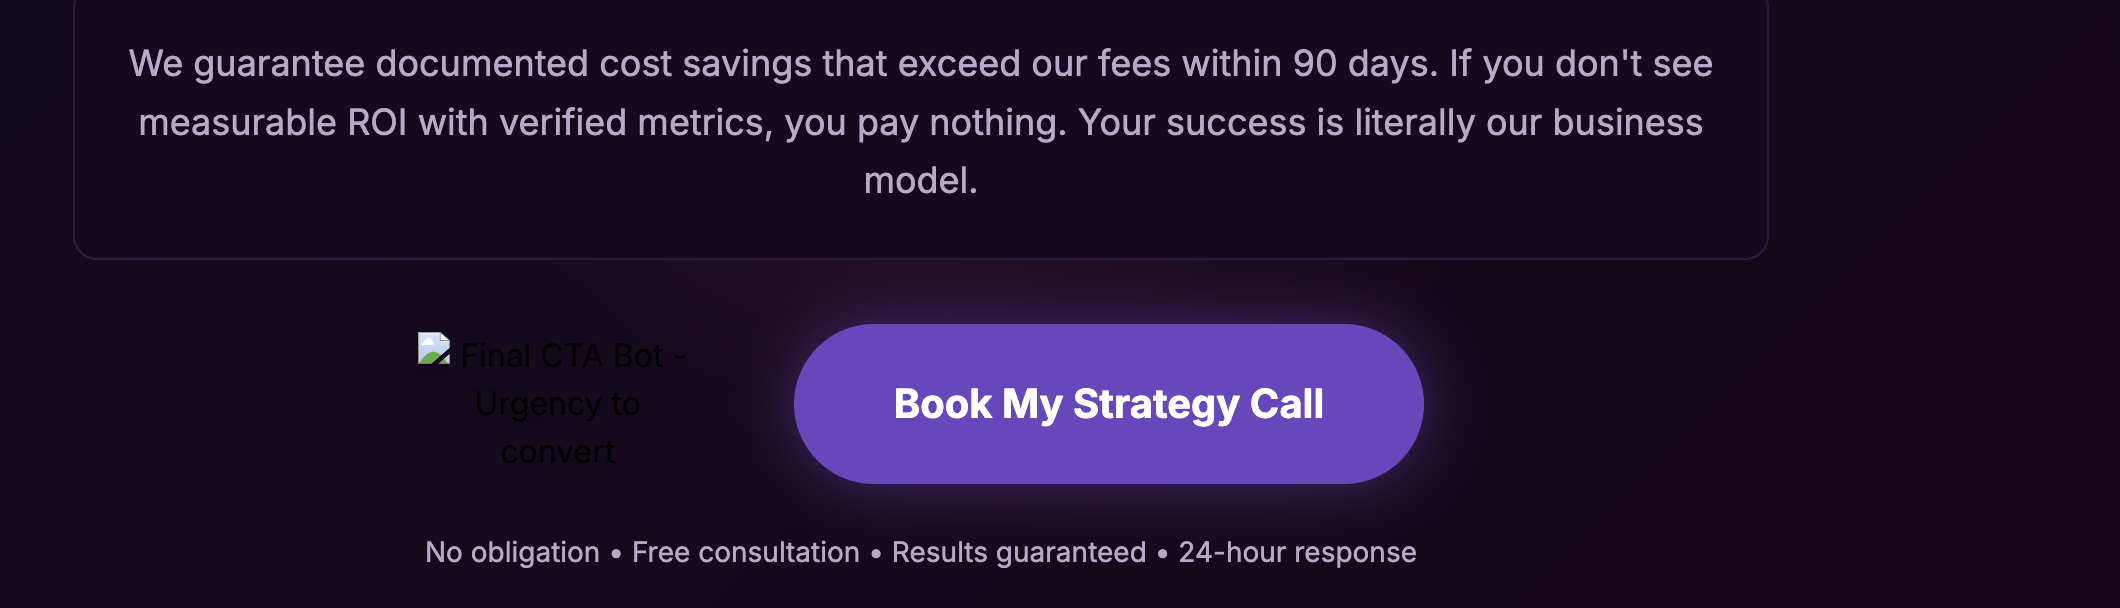 We guarantee documented cost savings that exceed our fees within 90 days. If you don't see
measurable ROI with verified metrics, you pay nothing. Your success is literally our business
model.
Final CTA Bot -
Urgency to
convert
Book My Strategy Call
No obligation • Free consultation • Results guaranteed • 24-hour response